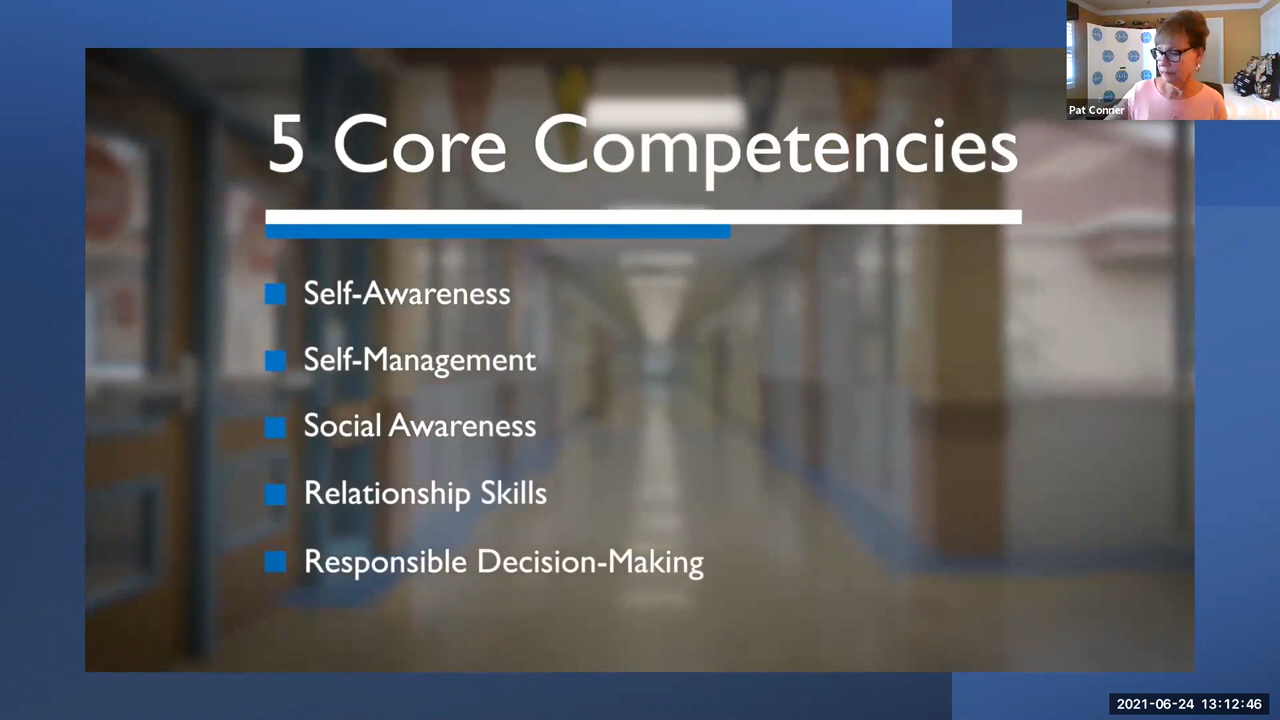 5 Core Competencies
Self-Awareness
Self-Management
Social Awareness
Relationship Skills
Responsible Decision-Making
Pat Conner
2021-06-24 13:12:46